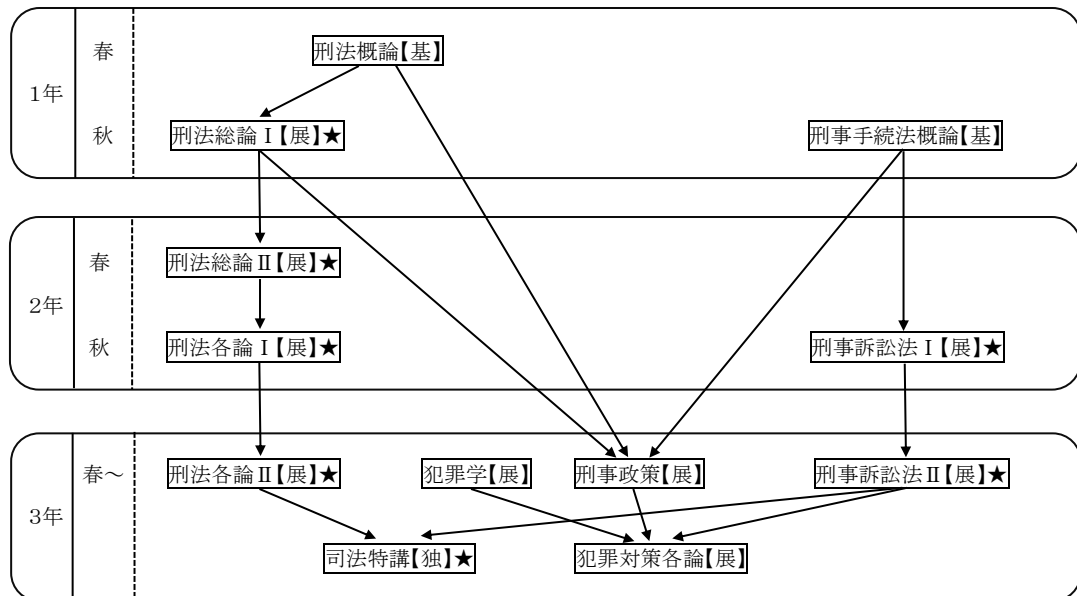 春
刑法概論【基】
1年
秋
刑法総論Ⅰ【展】★
刑事手続法概論【基】
春
刑法総論Ⅱ【展】★
2年
秋
刑法各論Ⅰ【展】★
刑事訴訟法Ⅰ【展】★
春～
刑法各論Ⅱ【展】★
犯罪学【展】
刑事政策【展】
刑事訴訟法Ⅱ【展】★
3年
司法特講【独】★
犯罪対策各論【展】